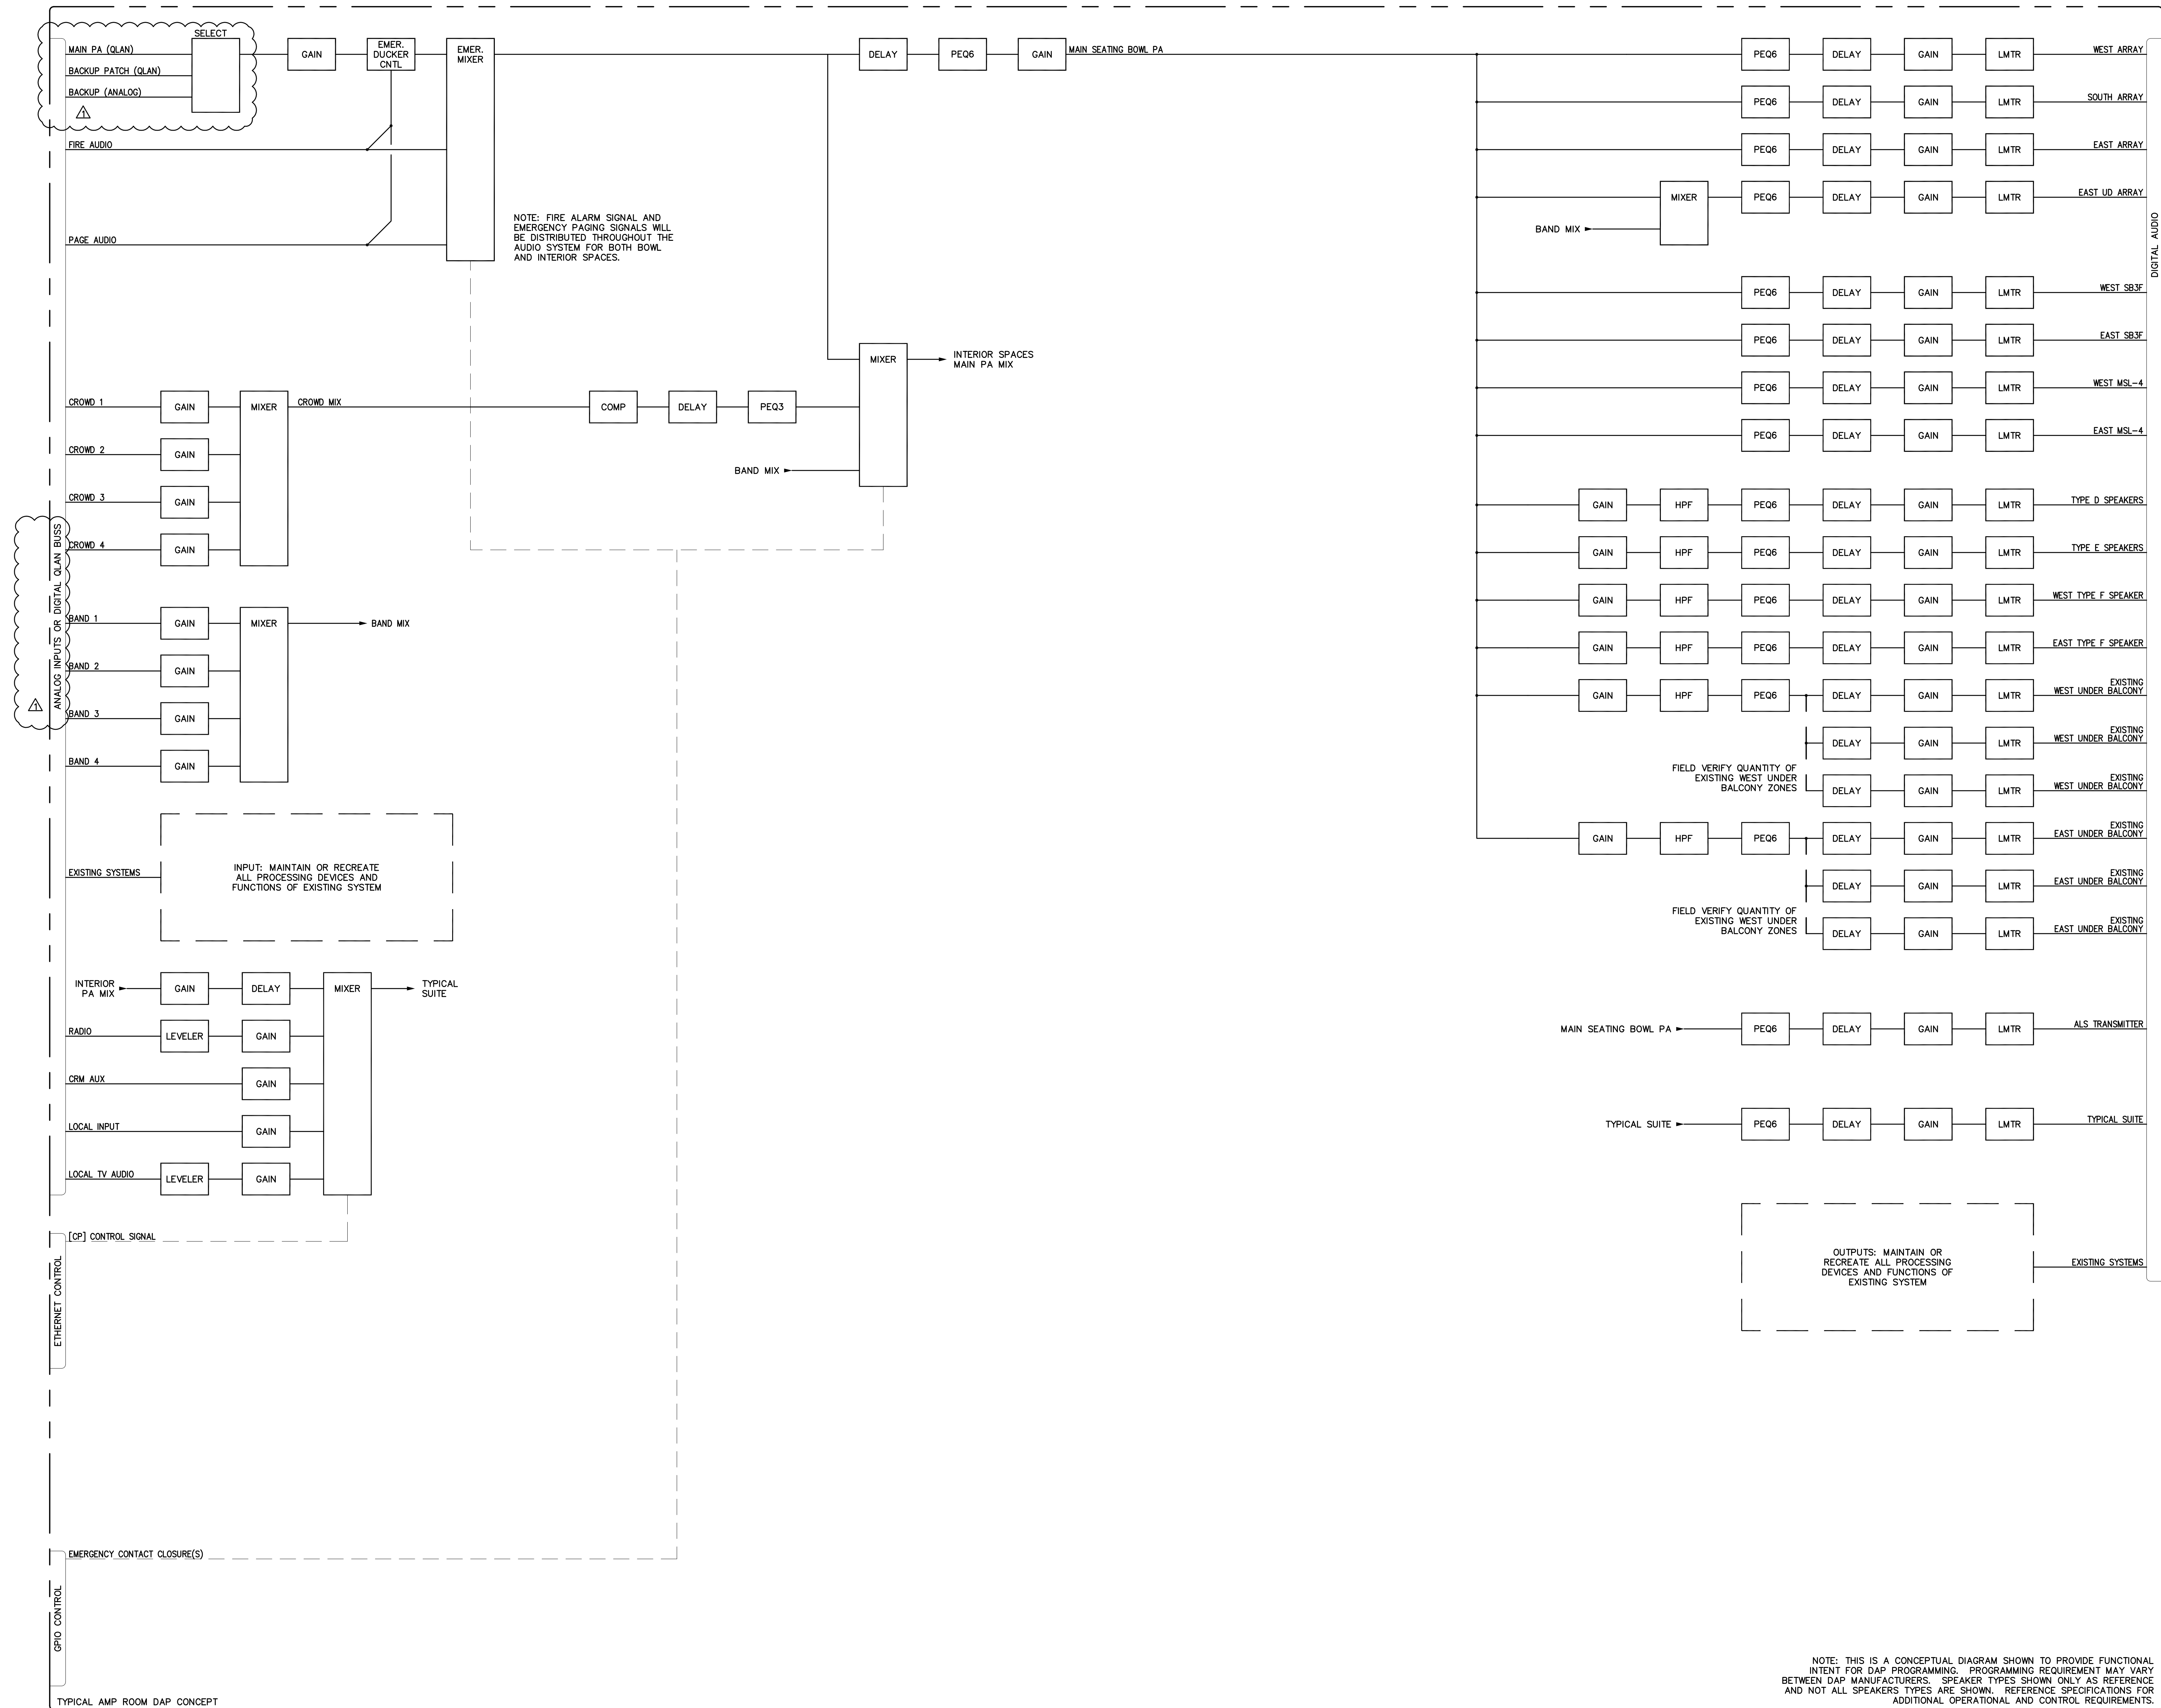 SELECT
MAIN PA (QLAN)
BACKUP PATCH (QLAN)
BACKUP (ANALOG)
1
GAIN
EMER.
DUCKER
CNTL
EMER.
MIXER
DELAY
PEQ6
GAIN
MAIN SEATING BOWL PA
FIRE AUDIO
PAGE AUDIO
NOTE: FIRE ALARM SIGNAL AND
EMERGENCY PAGING SIGNALS WILL
BE DISTRIBUTED THROUGHOUT THE
AUDIO SYSTEM FOR BOTH BOWL
AND INTERIOR SPACES.
MIXER
INTERIOR SPACES
MAIN PA MIX
CROWD 1
GAIN
MIXER
CROWD MIX
COMP
DELAY
PEQ3
CROWD 2
GAIN
BAND MIX
CROWD 3
GAIN
CROWD 4
GAIN
ANALOG INPUTS OR DIGITAL QLAN BUSS
1
BAND 1
GAIN
MIXER
BAND MIX
BAND 2
GAIN
BAND 3
GAIN
BAND 4
GAIN
EXISTING SYSTEMS
INPUT: MAINTAIN OR RECREATE
ALL PROCESSING DEVICES AND
FUNCTIONS OF EXISTING SYSTEM
INTERIOR
PA MIX
GAIN
DELAY
MIXER
TYPICAL
SUITE
RADIO
LEVELER
GAIN
CRM AUX
GAIN
LOCAL INPUT
GAIN
LOCAL TV AUDIO
LEVELER
GAIN
[CP] CONTROL SIGNAL
ETHERNET CONTROL
EMERGENCY CONTACT CLOSURE(S)
GPIO CONTROL
TYPICAL AMP ROOM DAP CONCEPT
PEQ6
DELAY
GAIN
LMTR
WEST ARRAY
PEQ6
DELAY
GAIN
LMTR
SOUTH ARRAY
PEQ6
DELAY
GAIN
LMTR
EAST ARRAY
MIXER
PEQ6
DELAY
GAIN
LMTR
EAST UD ARRAY
BAND MIX
DIGITAL AUDIO
PEQ6
DELAY
GAIN
LMTR
WEST SB3F
PEQ6
DELAY
GAIN
LMTR
EAST SB3F
PEQ6
DELAY
GAIN
LMTR
WEST MSL-4
PEQ6
DELAY
GAIN
LMTR
EAST MSL-4
GAIN
HPF
PEQ6
DELAY
GAIN
LMTR
TYPE D SPEAKERS
GAIN
HPF
PEQ6
DELAY
GAIN
LMTR
TYPE E SPEAKERS
GAIN
HPF
PEQ6
DELAY
GAIN
LMTR
WEST TYPE F SPEAKER
GAIN
HPF
PEQ6
DELAY
GAIN
LMTR
EAST TYPE F SPEAKER
GAIN
HPF
PEQ6
DELAY
GAIN
LMTR
EXISTING
WEST UNDER BALCONY
DELAY
GAIN
LMTR
EXISTING
WEST UNDER BALCONY
FIELD VERIFY QUANTITY OF
EXISTING WEST UNDER
BALCONY ZONES
DELAY
GAIN
LMTR
EXISTING
WEST UNDER BALCONY
GAIN
HPF
PEQ6
DELAY
GAIN
LMTR
EXISTING
EAST UNDER BALCONY
DELAY
GAIN
LMTR
EXISTING
EAST UNDER BALCONY
FIELD VERIFY QUANTITY OF
EXISTING WEST UNDER
BALCONY ZONES
DELAY
GAIN
LMTR
EXISTING
EAST UNDER BALCONY
MAIN SEATING BOWL PA
PEQ6
DELAY
GAIN
LMTR
ALS TRANSMITTER
TYPICAL SUITE
PEQ6
DELAY
GAIN
LMTR
TYPICAL SUITE
OUTPUTS: MAINTAIN OR
RECREATE ALL PROCESSING
DEVICES AND FUNCTIONS OF
EXISTING SYSTEM
EXISTING SYSTEMS
NOTE: THIS IS A CONCEPTUAL DIAGRAM SHOWN TO PROVIDE FUNCTIONAL
INTENT FOR DAP PROGRAMMING. PROGRAMMING REQUIREMENT MAY VARY
BETWEEN DAP MANUFACTURERS. SPEAKER TYPES SHOWN ONLY AS REFERENCE
AND NOT ALL SPEAKERS TYPES ARE SHOWN. REFERENCE SPECIFICATIONS FOR
ADDITIONAL OPERATIONAL AND CONTROL REQUIREMENTS.